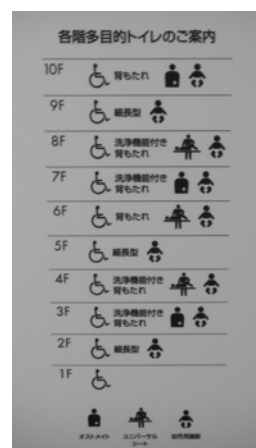 各階多目的トイレのご案内
10F 背もたれ
9F 細長型
8F 洗浄機能付き
背もたれ
7F 洗浄機能付き
背もたれ
6F 背もたれ
5F 細長型
4F 洗浄機能付き
背もたれ
3F 洗浄機能付き
背もたれ
2F 細長型
1F
オストメイト ユニバーサル
シート 幼児用施設